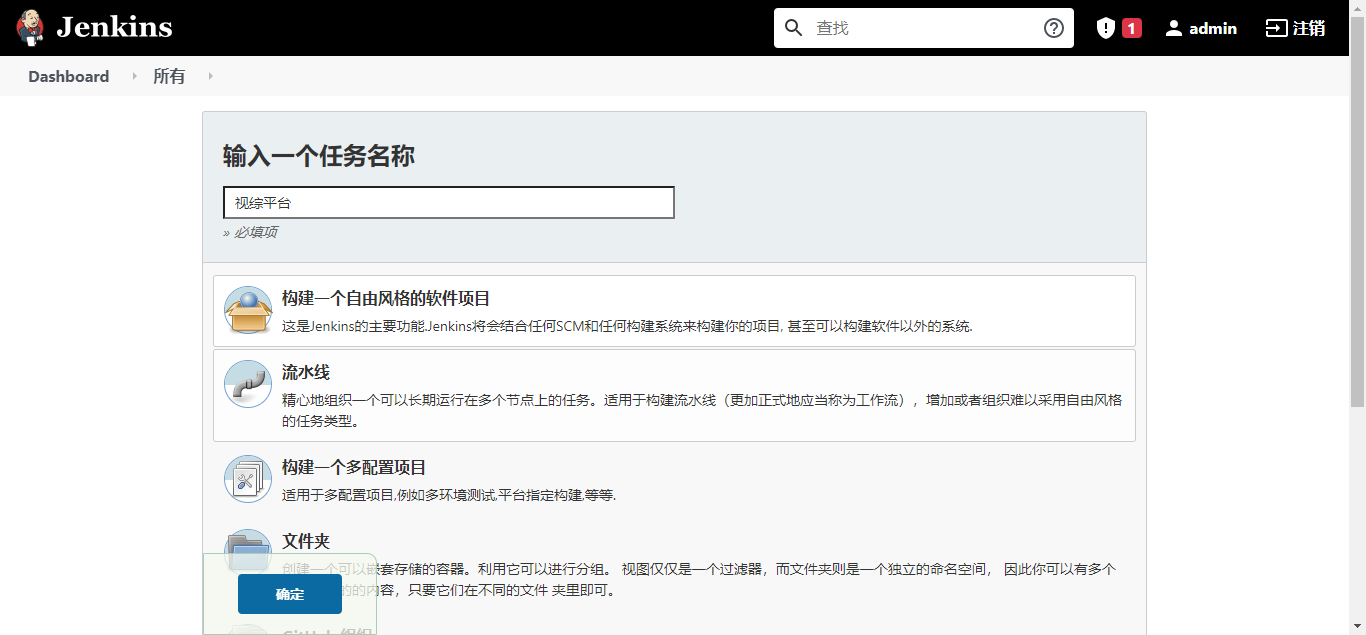 Jenkins
查找
1
admin
注销
Dashboard
所有
输入一个任务名称
视综平台
» 必填项
构建一个自由风格的软件项目
这是Jenkins的主要功能.Jenkins将会结合任何SCM和任何构建系统来构建你的项目, 甚至可以构建软件以外的系统.
流水线
精心地组织一个可以长期运行在多个节点上的任务。适用于构建流水线（更加正式地应当称为工作流），增加或者组织难以采用自由风格
的任务类型。
构建一个多配置项目
适用于多配置项目,例如多环境测试,平台指定构建,等等.
文件夹
创建一个可以嵌套存储的容器。利用它可以进行分组。 视图仅仅是一个过滤器，而文件夹则是一个独立的命名空间， 因此你可以有多个
的的内容，只要它们在不同的文件 夹里即可。
确定
GitHub 组织